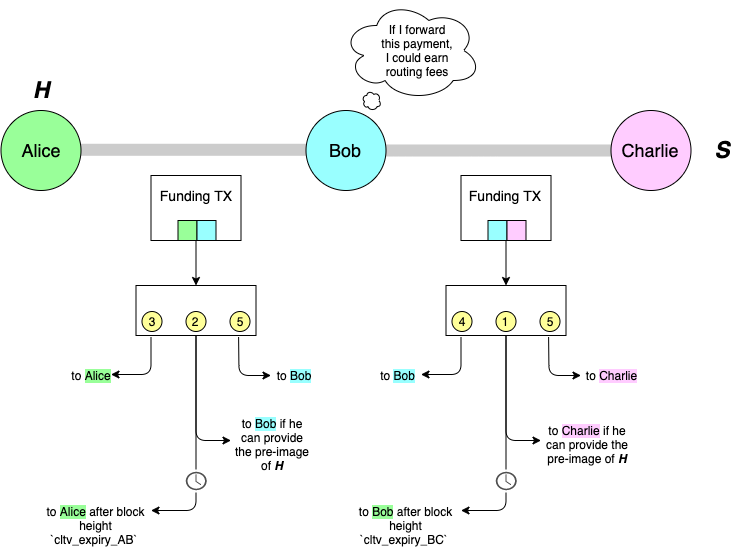 If I forward
this payment,
I could earn
routing fees
H
Alice
Bob
Charlie
S
Funding TX
Funding TX
3
2
5
4
1
5
to Alice
to Bob
to Bob
to Charlie
to Bob if he
can provide
the pre-image
of H
to Charlie if he
can provide the
pre-image of H
to Alice after block
height
`cltv_expiry_AB`
to Bob after block
height
`cltv_expiry_BC`